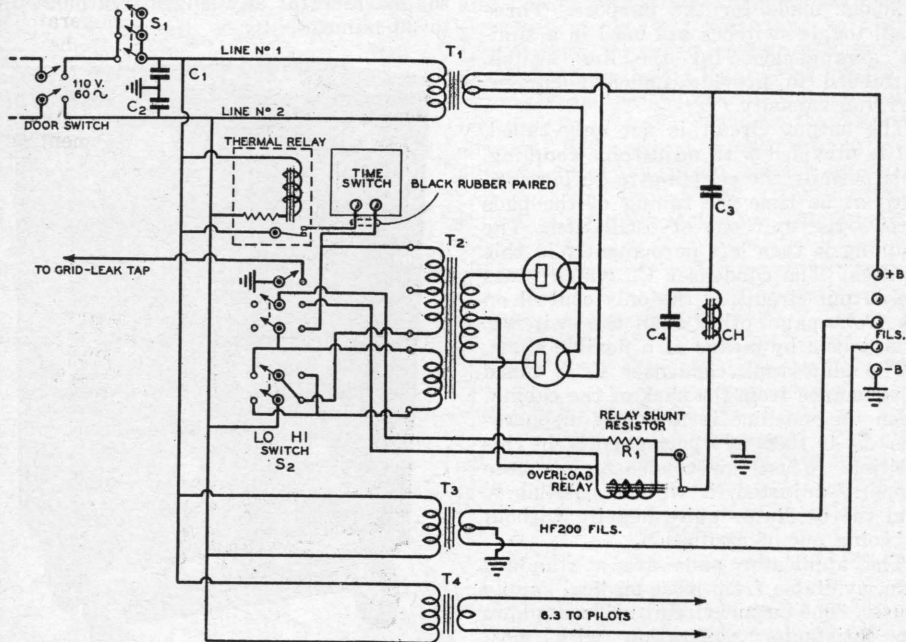 S1
LINE Nº 1
T1
C1
110 V.
60 ~
C2
DOOR SWITCH
LINE Nº 2
THERMAL RELAY
TIME
SWITCH
BLACK RUBBER PAIRED
C3
T2
TO GRID-LEAK TAP
+B
C4
CH
FILS.
-B
LO HI
SWITCH
S2
RELAY SHUNT
RESISTOR
R1
OVERLOAD
RELAY
T3
HF200 FILS.
T4
6.3 TO PILOTS